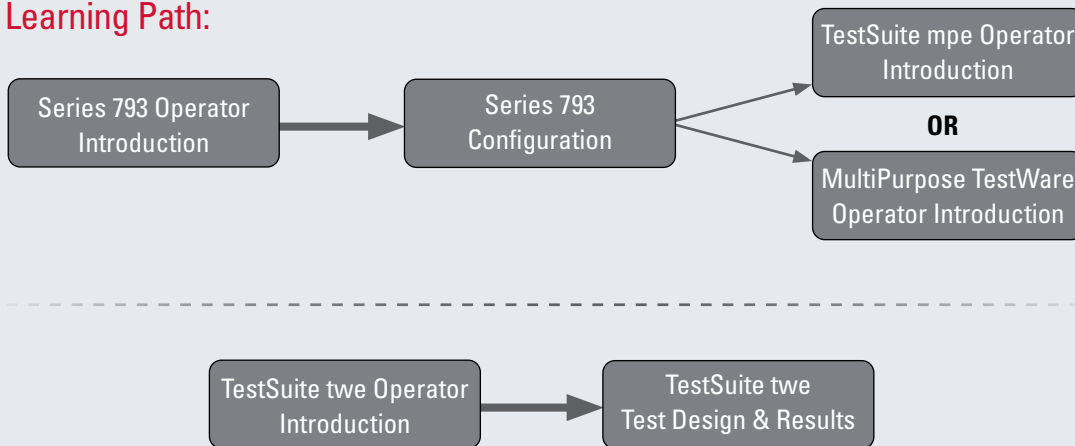 Learning Path:
Series 793 Operator
Introduction
Series 793
Configuration
TestSuite mpe Operator
Introduction
OR
MultiPurpose TestWare
Operator Introduction
TestSuite twe Operator
Introduction
TestSuite twe
Test Design & Results